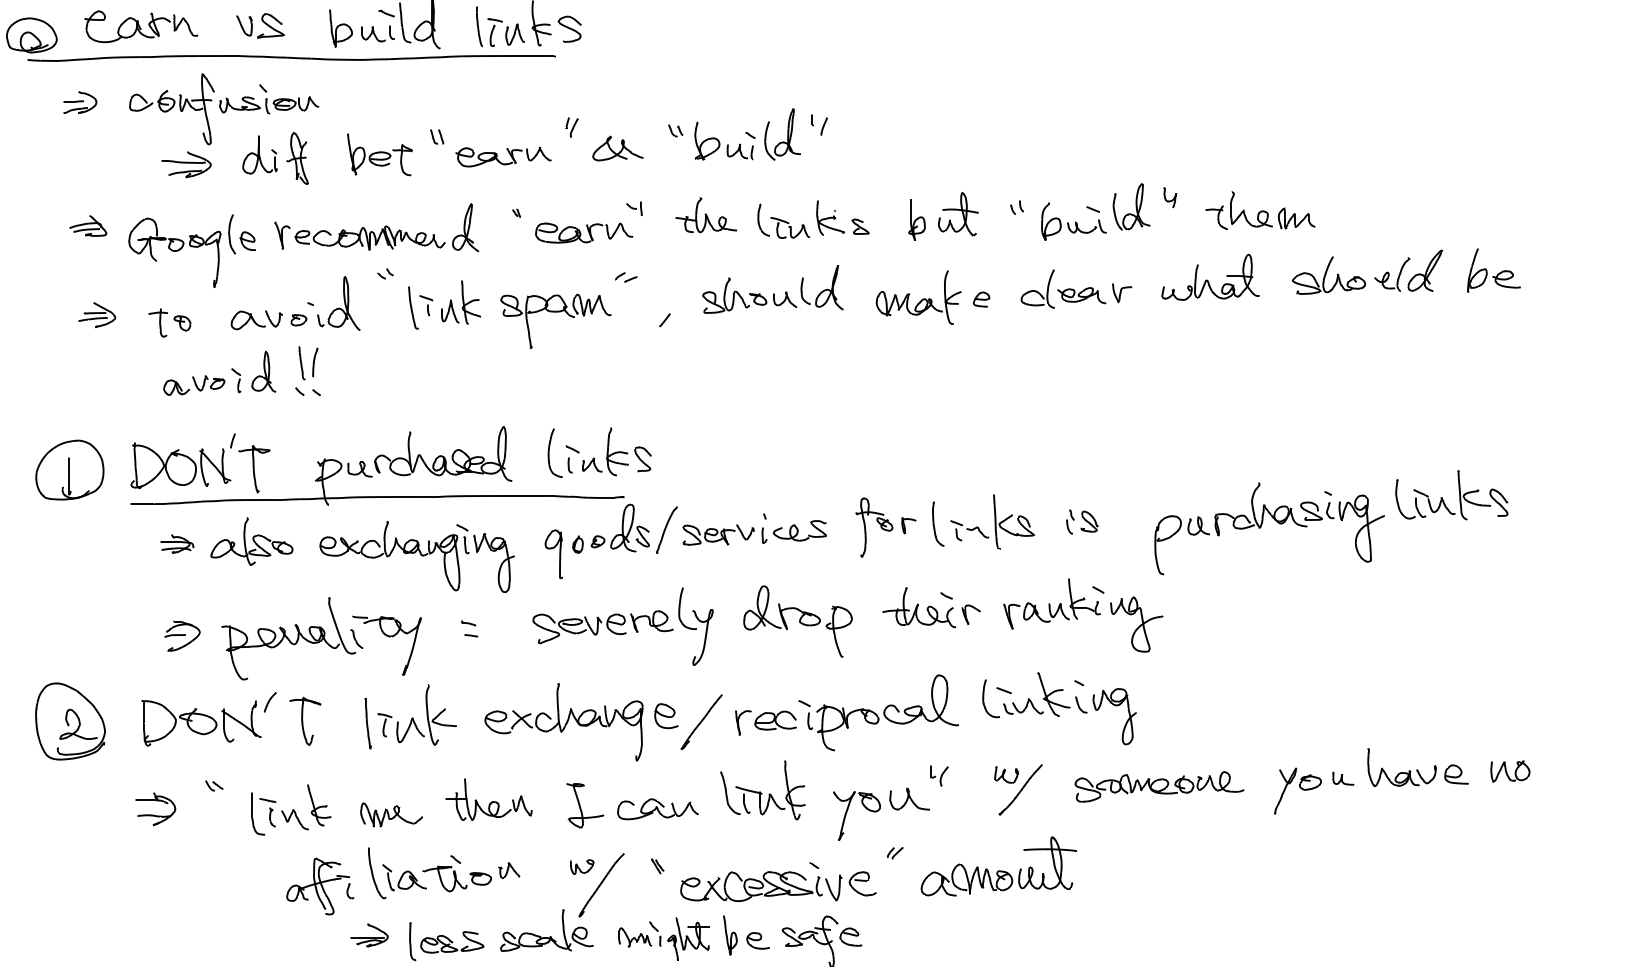 @ earn vs build links
⇒ confusion
⇒ diff bet "earn" & "build"
⇒ Google recommend "earn" the links but "build" them
⇒ to avoid "link spam", should make clear what should be
avoid!!
① DON'T purchased links
⇒ also exchanging goods/services for links is purchasing links
⇒ penality = severely drop their ranking
② DON'T link exchange/reciprocal linking
⇒ "link me then I can link you" w/ someone you have no
affiliation w/ "excessive" amount
⇒ less scale might be safe